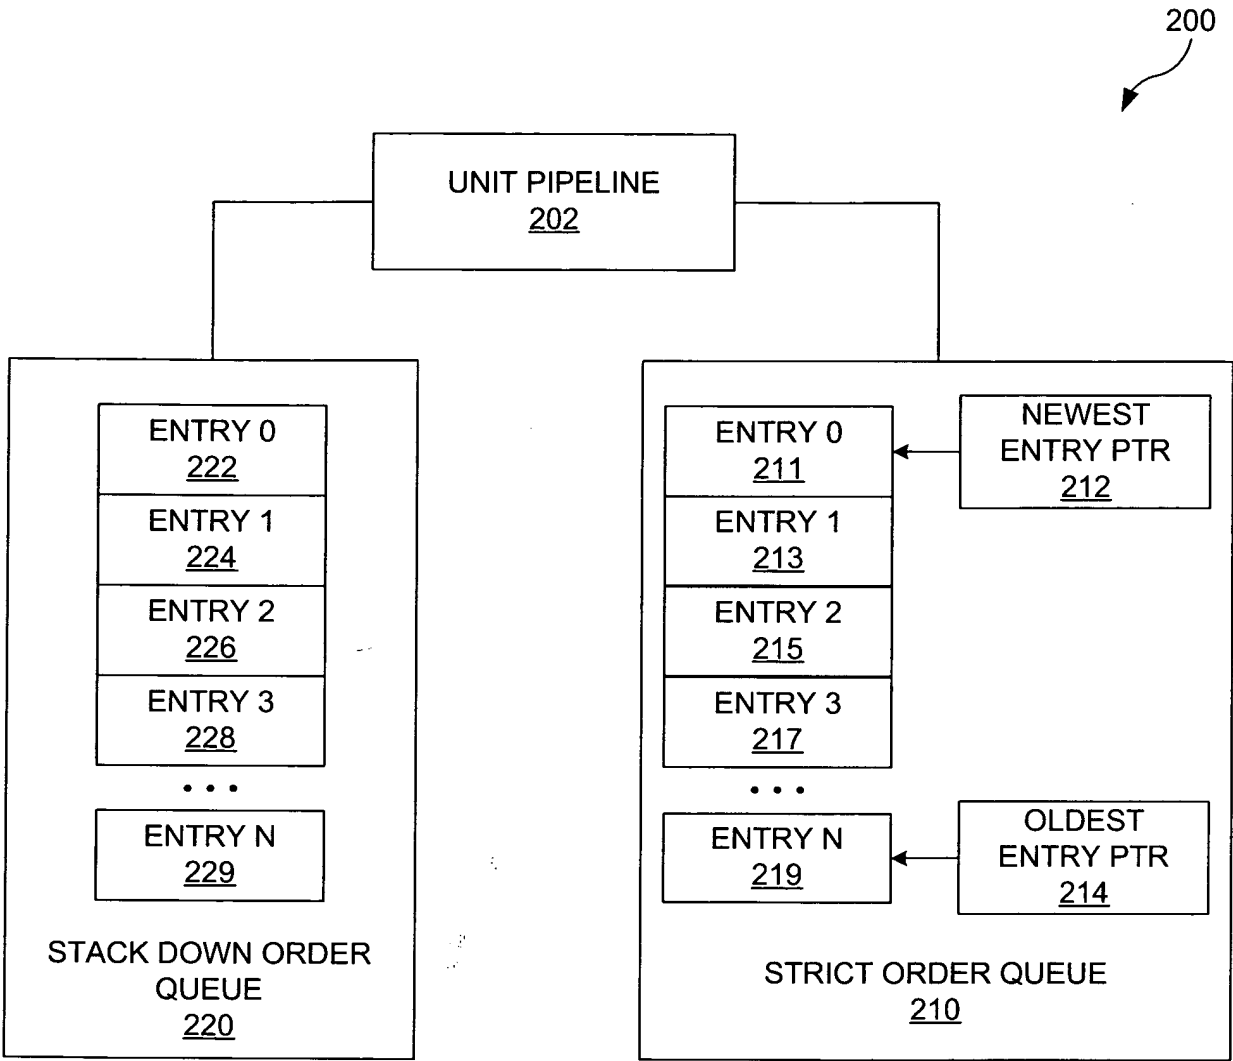 200
UNIT PIPELINE
202
ENTRY 0
222
ENTRY 1
224
ENTRY 2
226
ENTRY 3
228
• • •
ENTRY N
229
STACK DOWN ORDER
QUEUE
220
ENTRY 0
211
ENTRY 1
213
ENTRY 2
215
ENTRY 3
217
• • •
ENTRY N
219
NEWEST
ENTRY PTR
212
OLDEST
ENTRY PTR
214
STRICT ORDER QUEUE
210